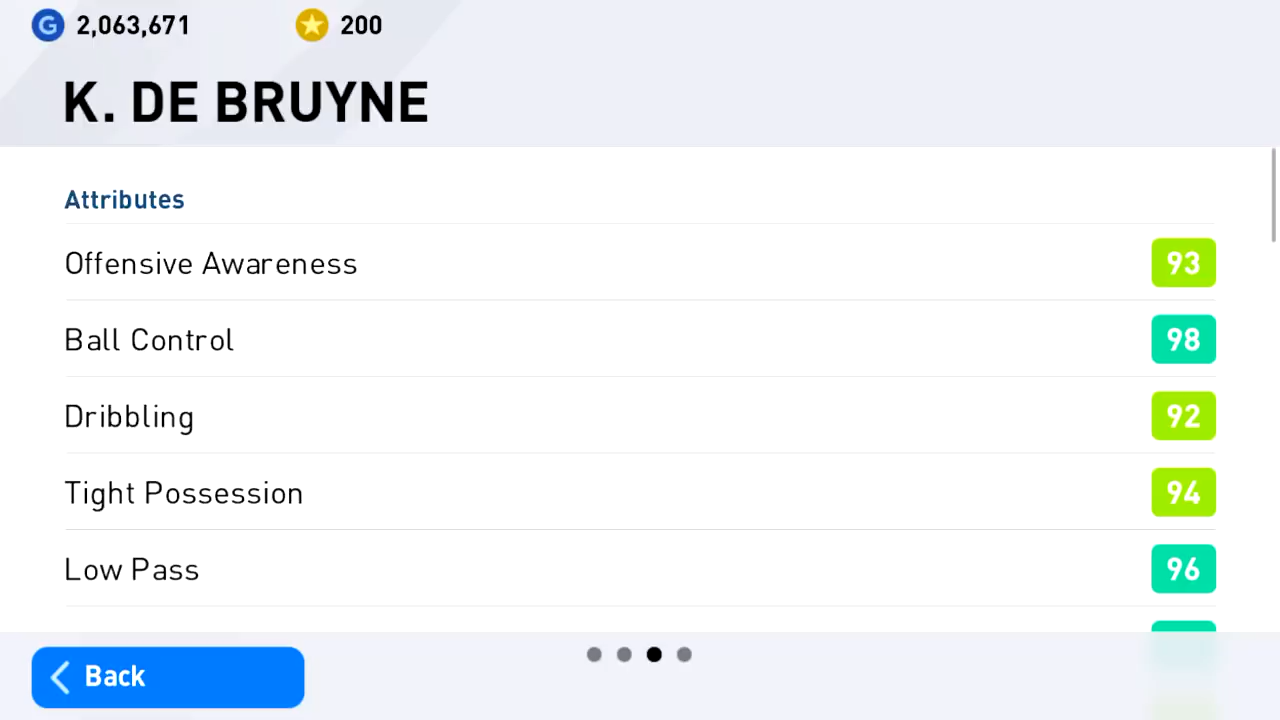 G 2,063,671 200
K. DE BRUYNE
Attributes
Offensive Awareness 93
Ball Control 98
Dribbling 92
Tight Possession 94
Low Pass 96
Back